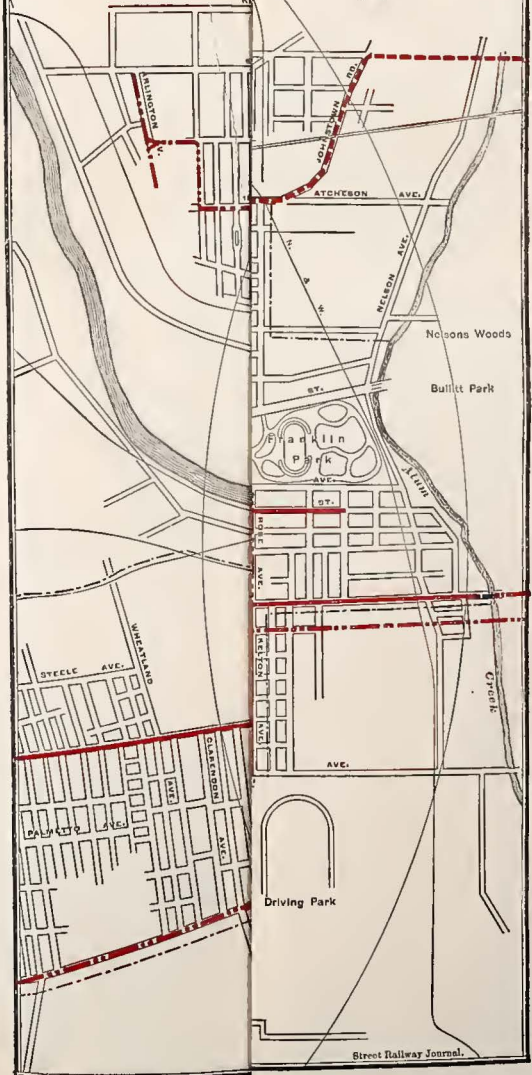 ARLINGTON
AV.
JOHNSTOWN
RD.
ATCHESON AVE.
N. & W.
NELSON AVE.
Nelsons Woods
Bullitt Park
ST.
Franklin
Park
AVE.
ST.
Alum
Creek
ROSE AVE.
WHEATLAND
STEELE AVE.
KELTON
AVE.
AVE.
CLARENDON
AVE.
AVE.
PALMETTO AVE.
Driving Park
Street Railway Journal.